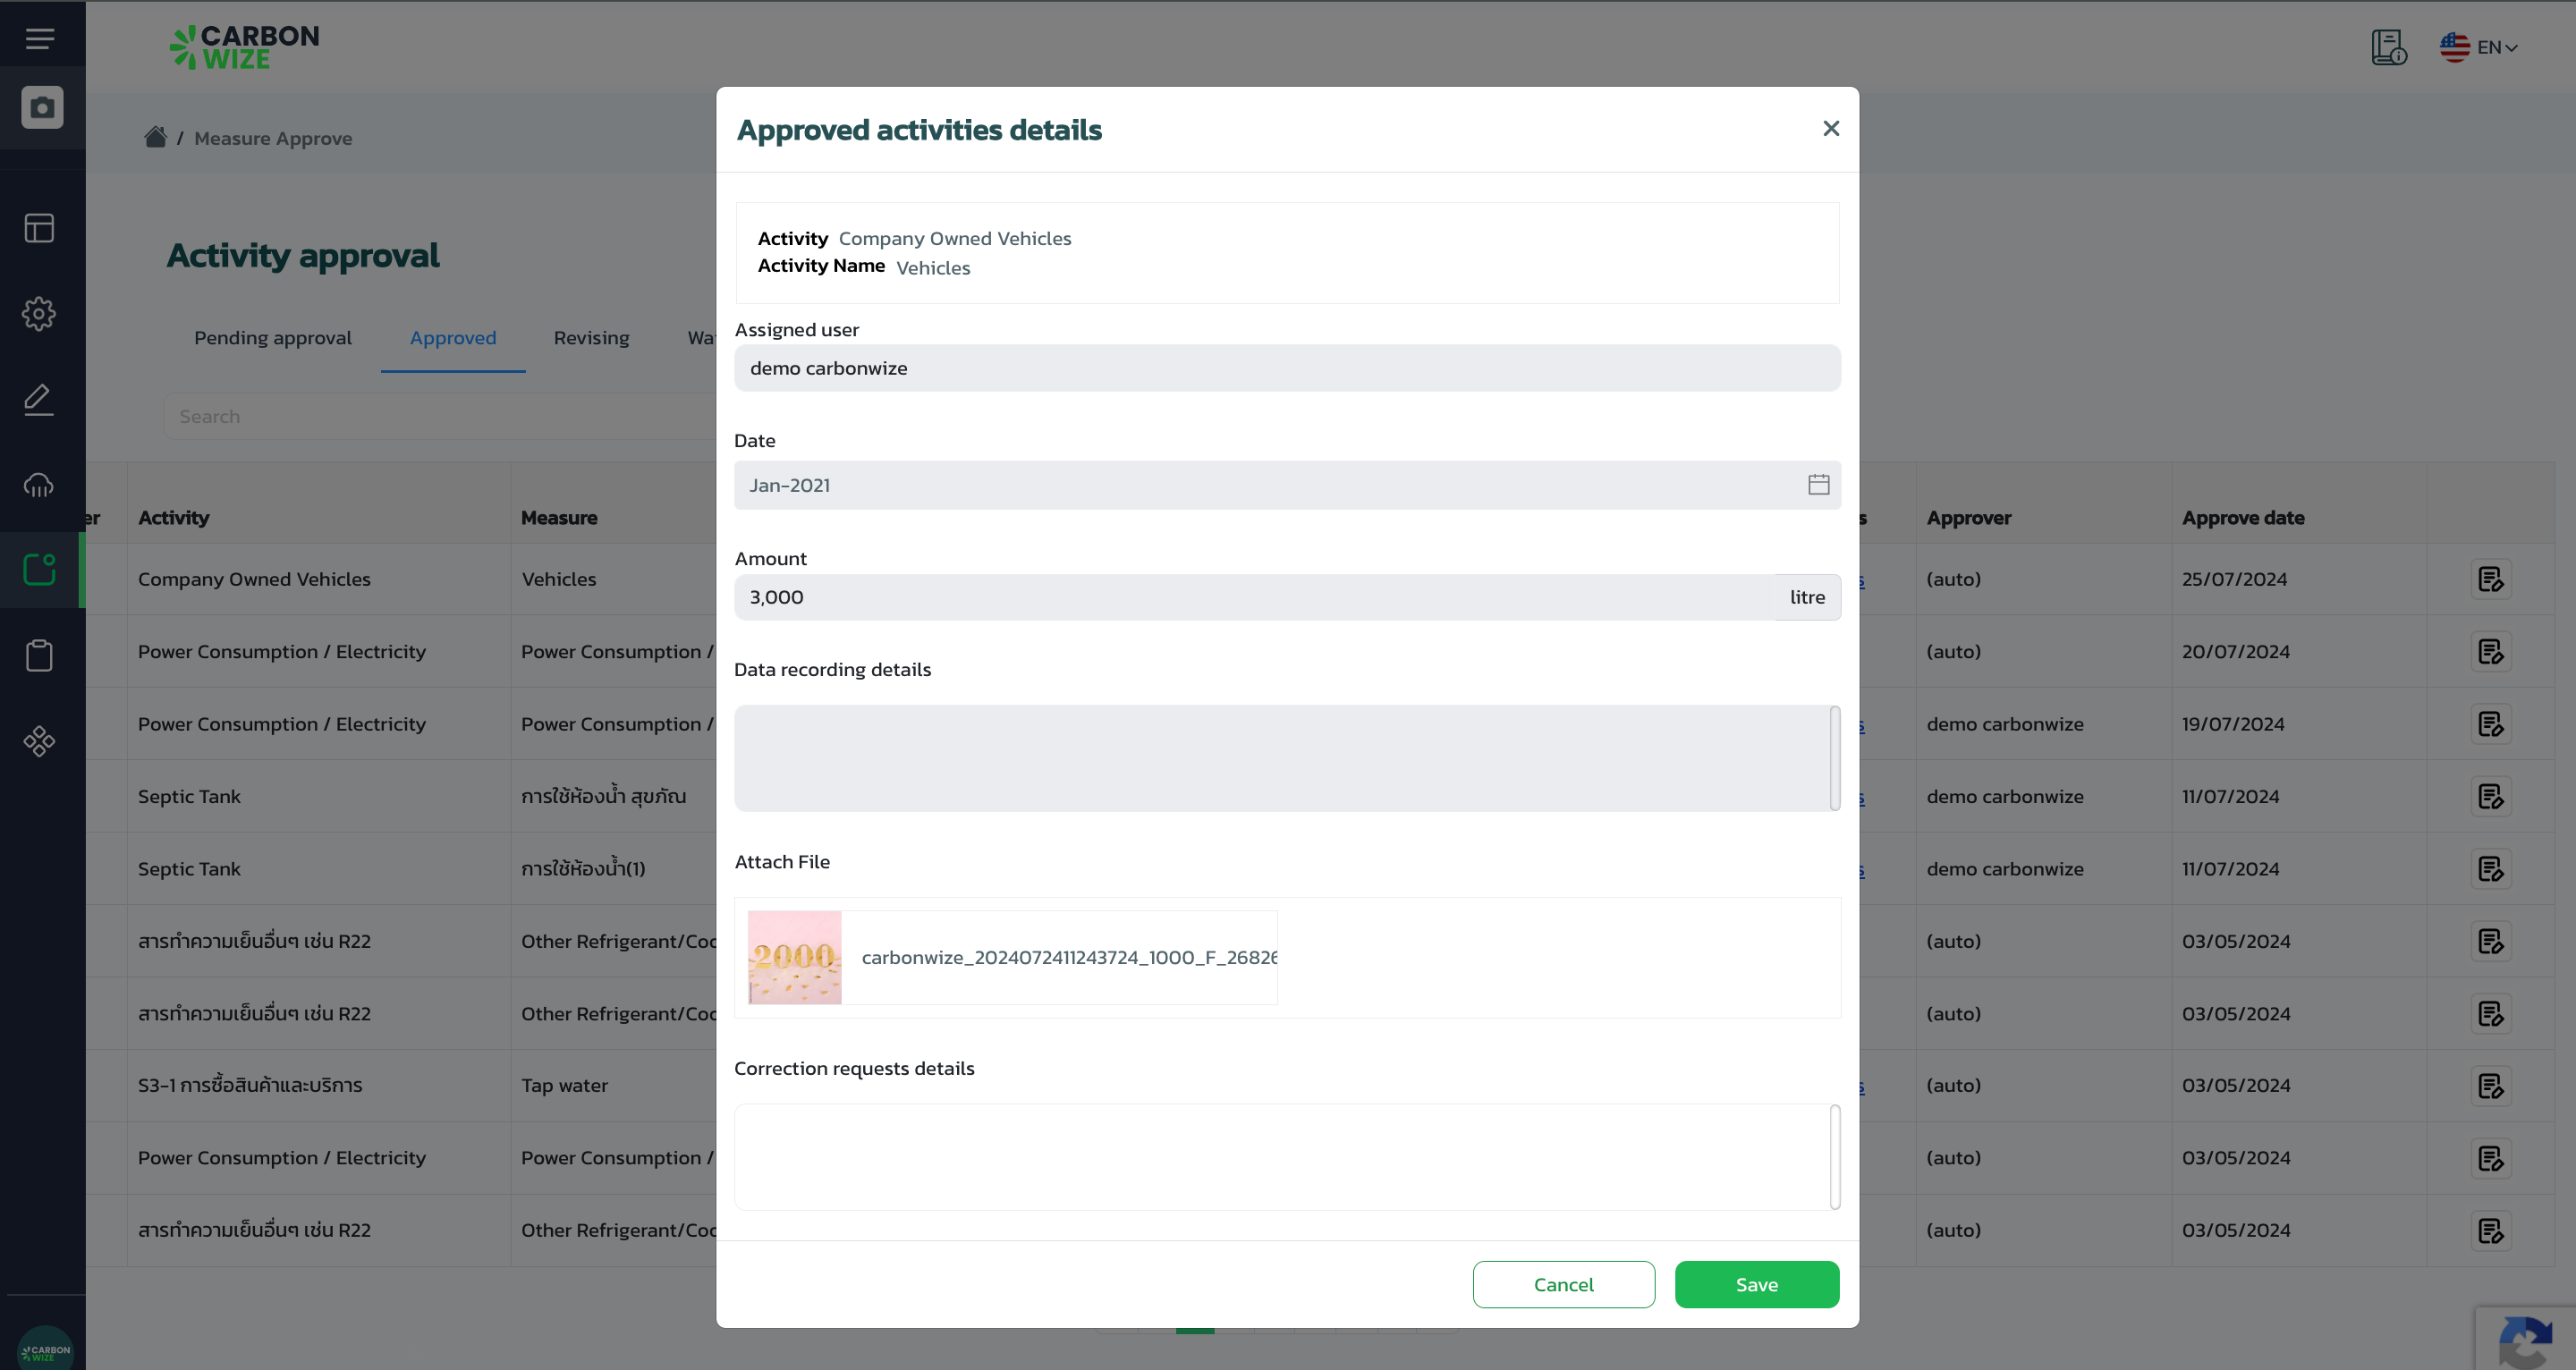 CARBON
WIZE
EN
/ Measure Approve
Activity approval
Pending approval Approved Revising
Search
Activity Measure Approver Approve date
Company Owned Vehicles Vehicles (auto) 25/07/2024
Power Consumption / Electricity Power Consumption / (auto) 20/07/2024
Power Consumption / Electricity Power Consumption / demo carbonwize 19/07/2024
Septic Tank การใช้ห้องน้ำ สุขภัณ demo carbonwize 11/07/2024
Septic Tank การใช้ห้องน้ำ(1) demo carbonwize 11/07/2024
สารทำความเย็นอื่นๆ เช่น R22 Other Refrigerant/Coo (auto) 03/05/2024
สารทำความเย็นอื่นๆ เช่น R22 Other Refrigerant/Coo (auto) 03/05/2024
S3-1 การซื้อสินค้าและบริการ Tap water (auto) 03/05/2024
Power Consumption / Electricity Power Consumption / (auto) 03/05/2024
สารทำความเย็นอื่นๆ เช่น R22 Other Refrigerant/Coo (auto) 03/05/2024
Approved activities details
Activity Company Owned Vehicles
Activity Name Vehicles
Assigned user
demo carbonwize
Date
Jan-2021
Amount
3,000 litre
Data recording details
Attach File
2000
carbonwize_2024072411243724_1000_F_26826
Correction requests details
Cancel Save
CARBON
WIZE